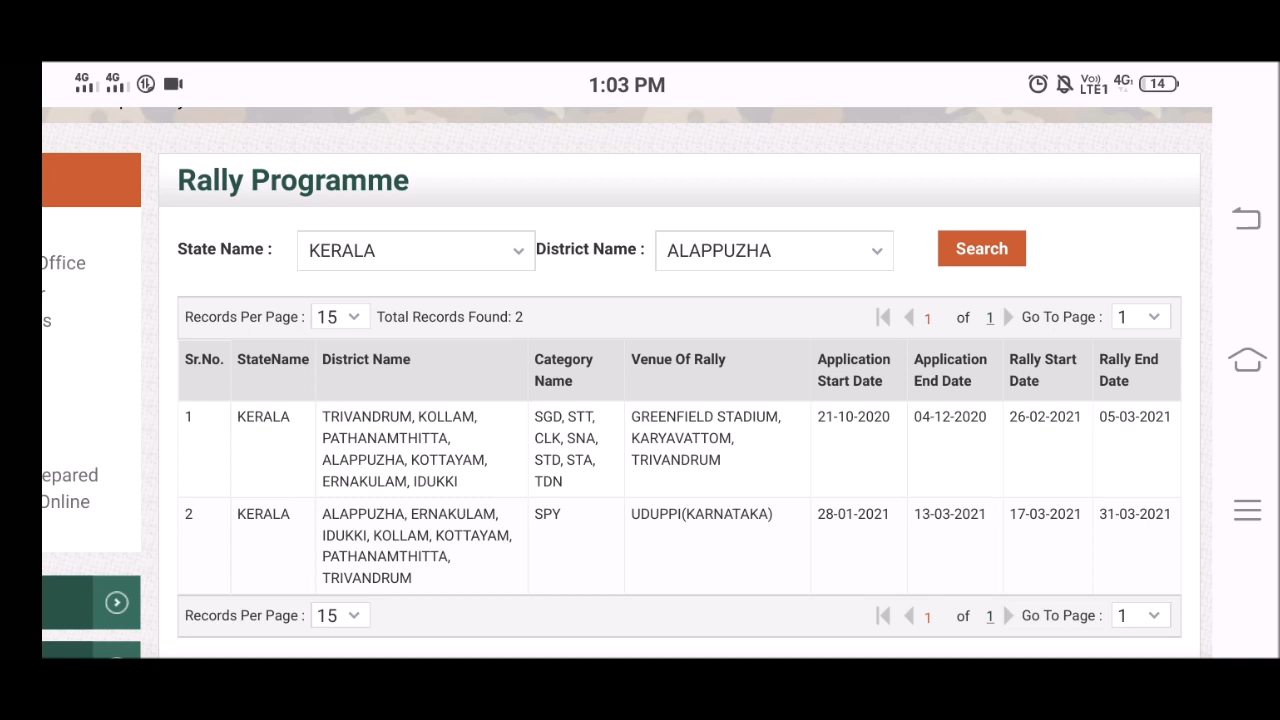 4G 4G 1:03 PM Vo)) LTE1 4G 14
Rally Programme
State Name : KERALA District Name : ALAPPUZHA Search
Office
s
epared
Online
Records Per Page : 15 Total Records Found: 2 1 of 1 Go To Page : 1
Sr.No. StateName District Name Category Name Venue Of Rally Application Start Date Application End Date Rally Start Date Rally End Date
1 KERALA TRIVANDRUM, KOLLAM, SGD, STT, GREENFIELD STADIUM, 21-10-2020 04-12-2020 26-02-2021 05-03-2021
PATHANAMTHITTA, CLK, SNA, KARYAVATTOM,
ALAPPUZHA, KOTTAYAM, STD, STA, TRIVANDRUM
ERNAKULAM, IDUKKI TDN
2 KERALA ALAPPUZHA, ERNAKULAM, SPY UDUPPI(KARNATAKA) 28-01-2021 13-03-2021 17-03-2021 31-03-2021
IDUKKI, KOLLAM, KOTTAYAM,
PATHANAMTHITTA,
TRIVANDRUM
Records Per Page : 15 1 of 1 Go To Page : 1